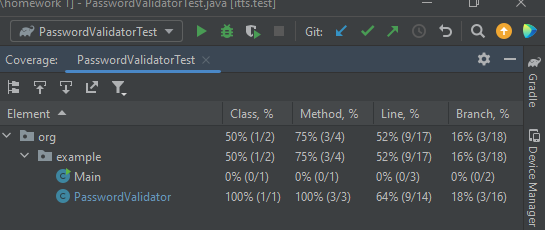 \homework 1] – PasswordValidatorTest.java [itts.test]
PasswordValidatorTest Git:
Coverage: PasswordValidatorTest
Element Class, % Method, % Line, % Branch, %
org 50% (1/2) 75% (3/4) 52% (9/17) 16% (3/18)
example 50% (1/2) 75% (3/4) 52% (9/17) 16% (3/18)
Main 0% (0/1) 0% (0/1) 0% (0/3) 0% (0/2)
PasswordValidator 100% (1/1) 100% (3/3) 64% (9/14) 18% (3/16)
Gradle
Device Manager